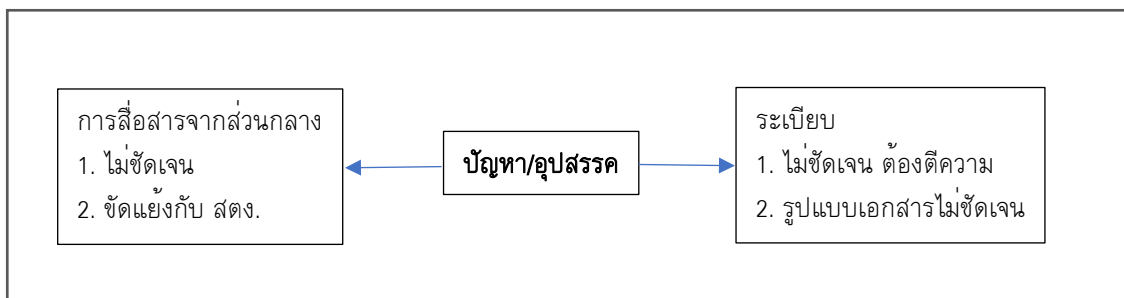 การสื่อสารจากส่วนกลาง
1. ไม่ชัดเจน
2. ขัดแย้งกับ สตง.
ปัญหา/อุปสรรค
ระเบียบ
1. ไม่ชัดเจน ต้องตีความ
2. รูปแบบเอกสารไม่ชัดเจน